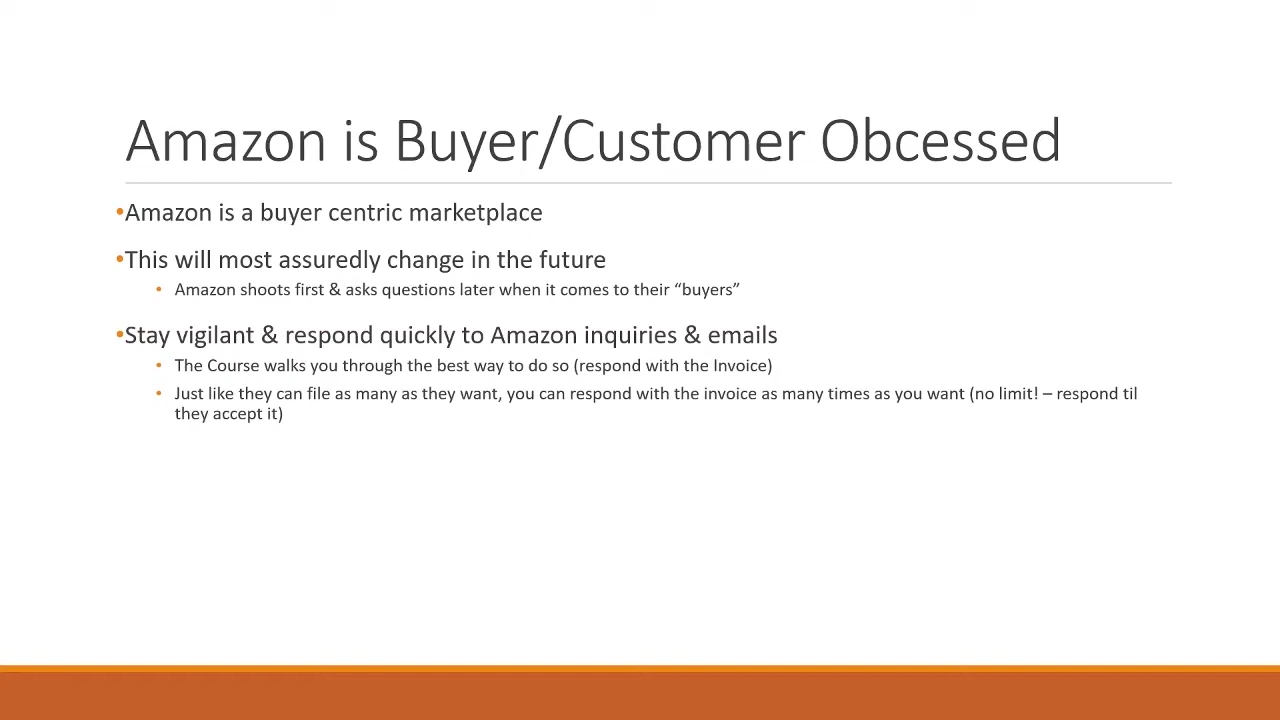 Amazon is Buyer/Customer Obcessed
•Amazon is a buyer centric marketplace
•This will most assuredly change in the future
• Amazon shoots first & asks questions later when it comes to their “buyers”
•Stay vigilant & respond quickly to Amazon inquiries & emails
• The Course walks you through the best way to do so (respond with the Invoice)
• Just like they can file as many as they want, you can respond with the invoice as many times as you want (no limit! – respond til
they accept it)